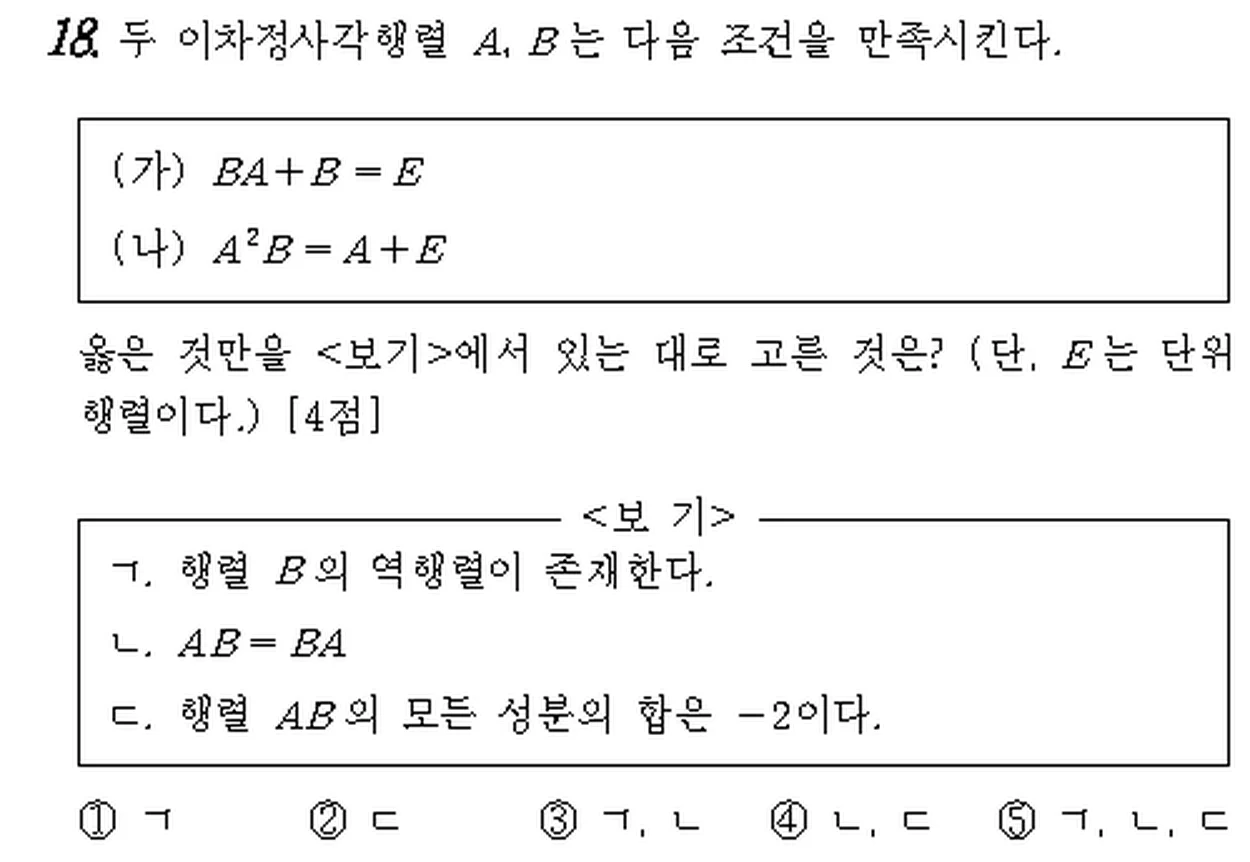 18. 두 이차정사각행렬 A, B는 다음 조건을 만족시킨다.
(가) BA+B = E
(나) A²B = A+E
옳은 것만을 <보기>에서 있는 대로 고른 것은? (단, E는 단위
행렬이다.) [4점]
<보 기>
ㄱ. 행렬 B의 역행렬이 존재한다.
ㄴ. AB = BA
ㄷ. 행렬 AB의 모든 성분의 합은 -2이다.
① ㄱ ② ㄷ ③ ㄱ, ㄴ ④ ㄴ, ㄷ ⑤ ㄱ, ㄴ, ㄷ